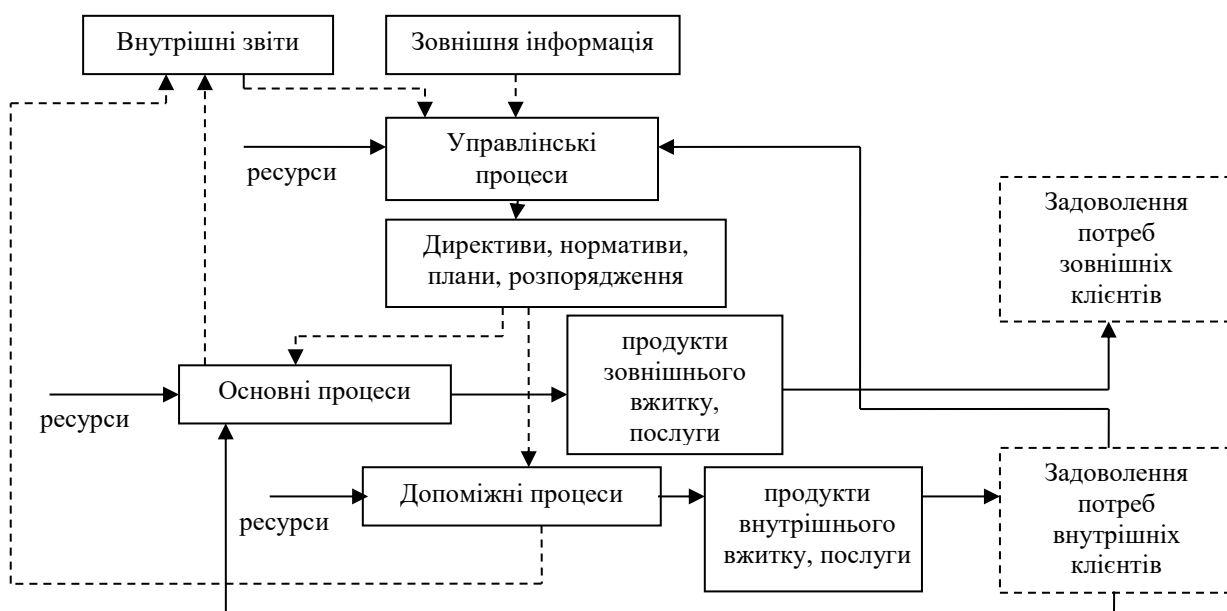 Внутрішні звіти
Зовнішня інформація
Управлінські
процеси
ресурси
Задоволення
потреб
зовнішніх
клієнтів
Директиви, нормативи,
плани, розпорядження
продукти
зовнішнього
вжитку,
послуги
Основні процеси
ресурси
Допоміжні процеси
ресурси
продукти
внутрішнього
вжитку, послуги
Задоволення
потреб
внутрішніх
клієнтів